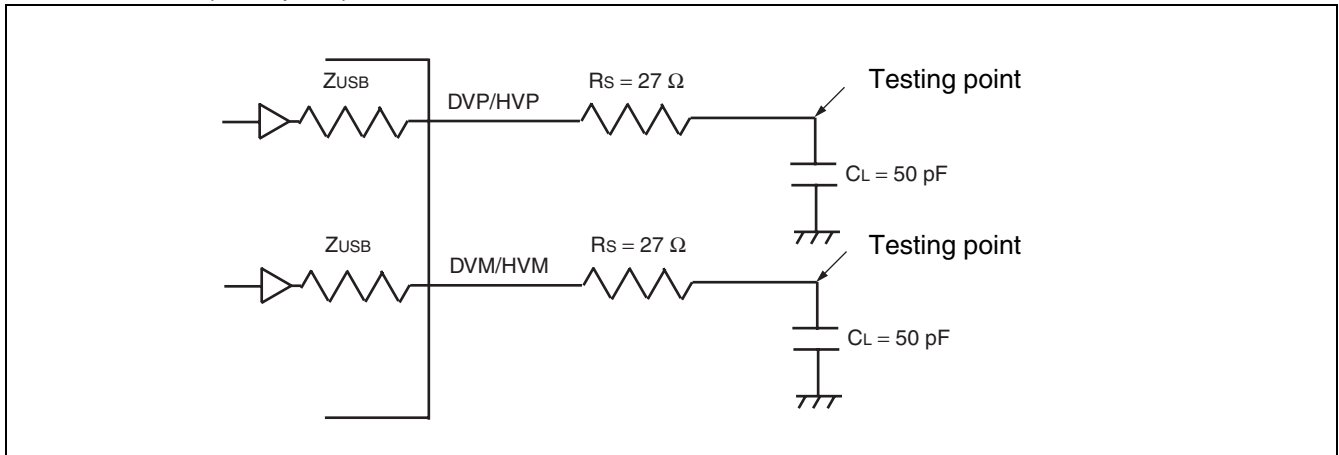 ZUSB
DVP/HVP
RS = 27 Ω
Testing point
CL = 50 pF
ZUSB
DVM/HVM
RS = 27 Ω
Testing point
CL = 50 pF